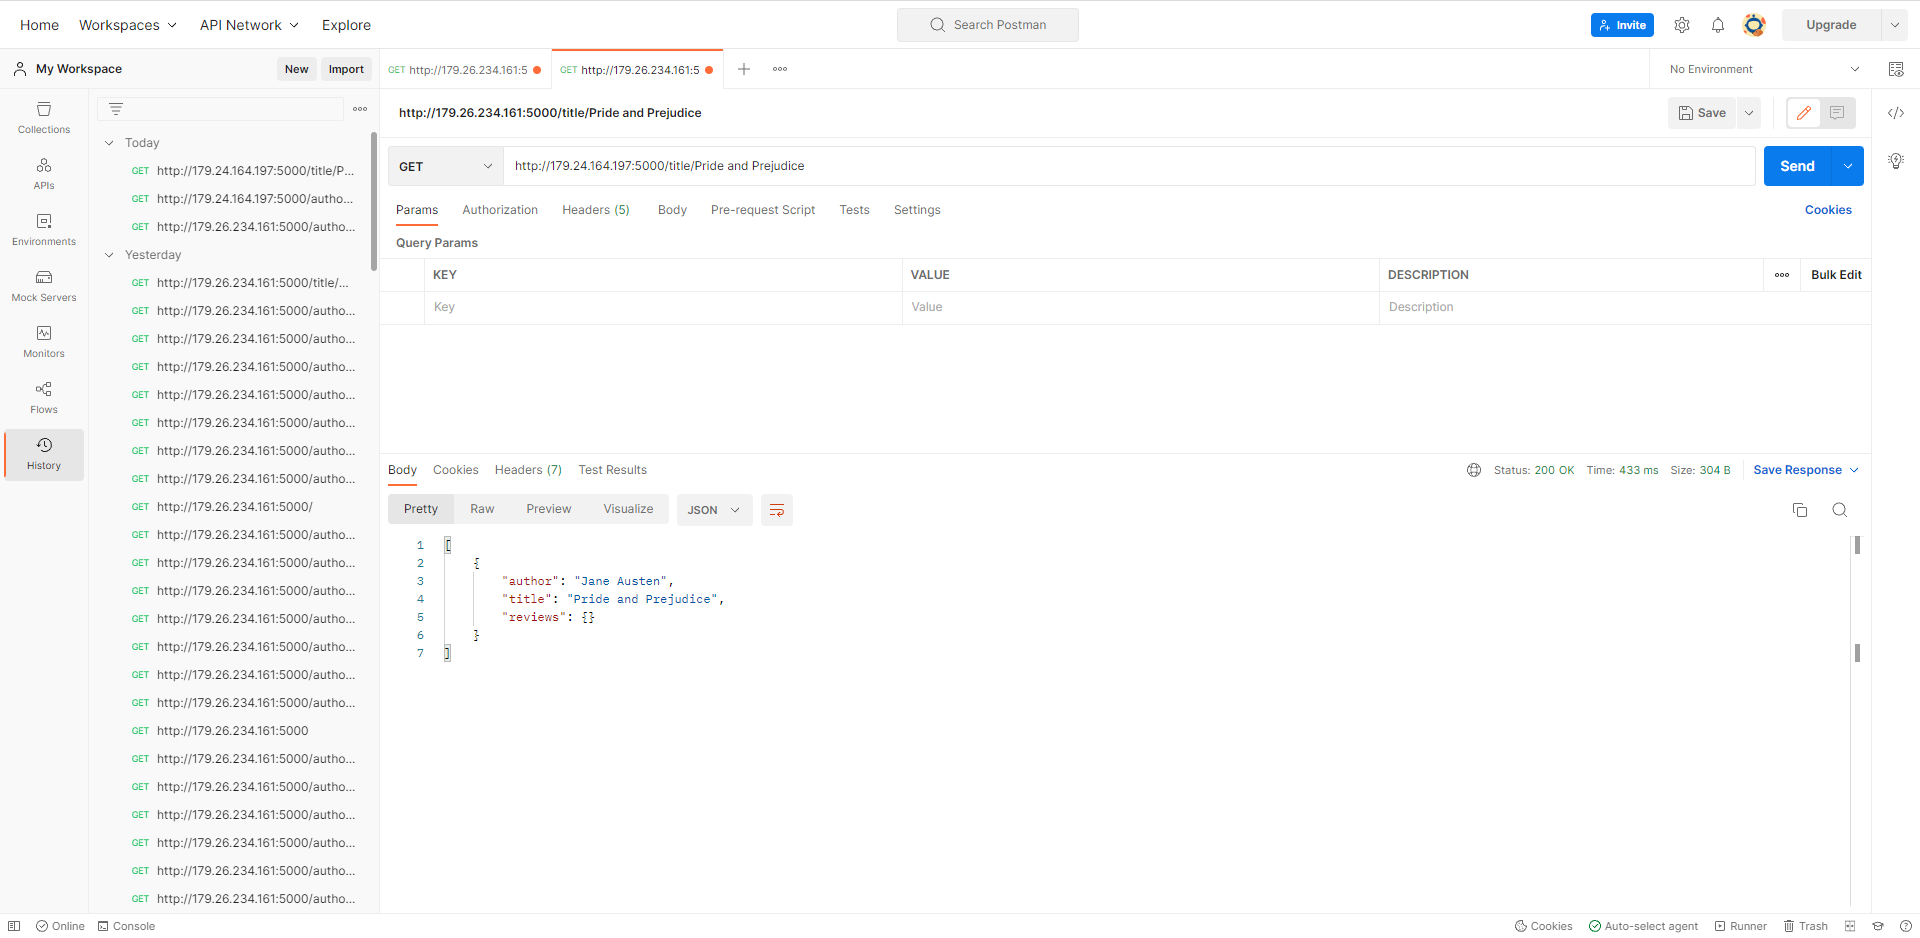 Home Workspaces API Network Explore Search Postman Invite Upgrade
My Workspace New Import GET http://179.26.234.161:5 GET http://179.26.234.161:5 No Environment
Collections
APIs
Environments
Mock Servers
Monitors
Flows
History
Today
GET http://179.24.164.197:5000/title/P...
GET http://179.24.164.197:5000/autho...
GET http://179.26.234.161:5000/autho...
Yesterday
GET http://179.26.234.161:5000/title/...
GET http://179.26.234.161:5000/autho...
GET http://179.26.234.161:5000/autho...
GET http://179.26.234.161:5000/autho...
GET http://179.26.234.161:5000/autho...
GET http://179.26.234.161:5000/autho...
GET http://179.26.234.161:5000/autho...
GET http://179.26.234.161:5000/autho...
GET http://179.26.234.161:5000/
GET http://179.26.234.161:5000/autho...
GET http://179.26.234.161:5000/autho...
GET http://179.26.234.161:5000/autho...
GET http://179.26.234.161:5000/autho...
GET http://179.26.234.161:5000/autho...
GET http://179.26.234.161:5000/autho...
GET http://179.26.234.161:5000/autho...
GET http://179.26.234.161:5000
GET http://179.26.234.161:5000/autho...
GET http://179.26.234.161:5000/autho...
GET http://179.26.234.161:5000/autho...
GET http://179.26.234.161:5000/autho...
GET http://179.26.234.161:5000/autho...
GET http://179.26.234.161:5000/autho...
http://179.26.234.161:5000/title/Pride and Prejudice Save
GET http://179.24.164.197:5000/title/Pride and Prejudice Send
Params Authorization Headers (5) Body Pre-request Script Tests Settings Cookies
Query Params
KEY VALUE DESCRIPTION Bulk Edit
Key Value Description
Body Cookies Headers (7) Test Results Status: 200 OK Time: 433 ms Size: 304 B Save Response
Pretty Raw Preview Visualize JSON
1 [
2 {
3 "author": "Jane Austen",
4 "title": "Pride and Prejudice",
5 "reviews": {}
6 }
7 ]
Online Console Cookies Auto-select agent Runner Trash